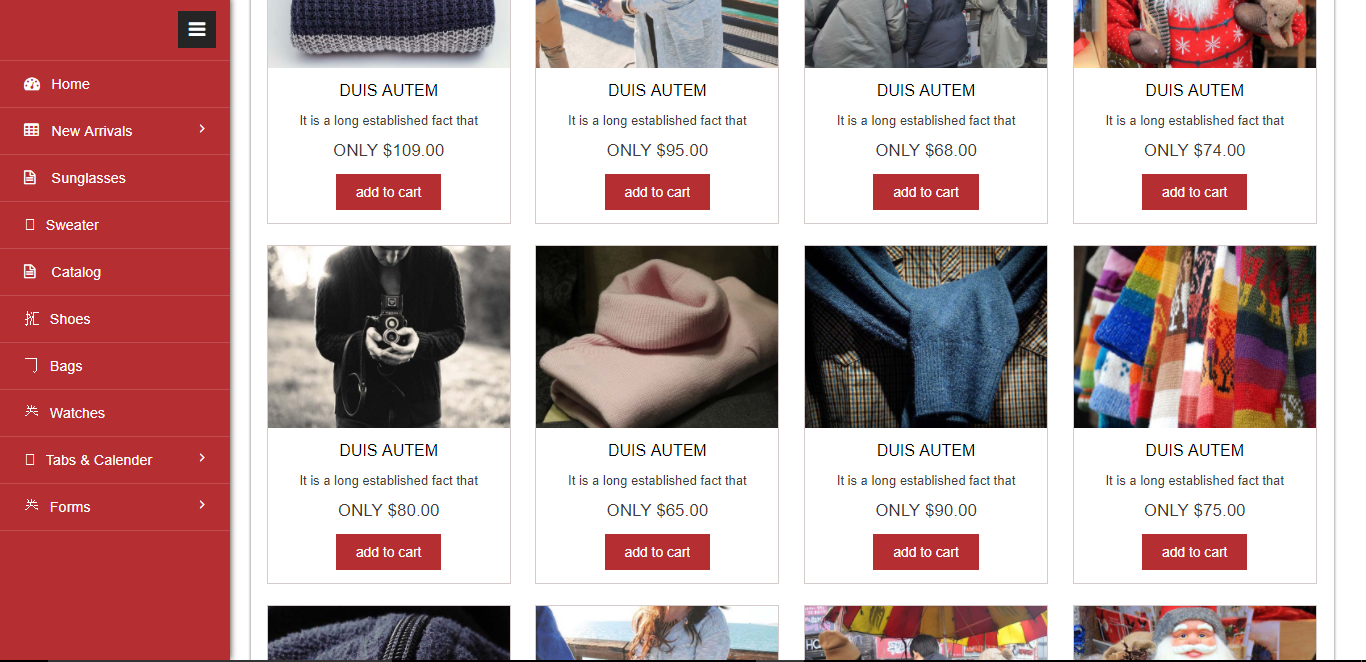 Home
New Arrivals
Sunglasses
Sweater
Catalog
Shoes
Bags
Watches
Tabs & Calender
Forms
DUIS AUTEM
It is a long established fact that
ONLY $109.00
add to cart
DUIS AUTEM
It is a long established fact that
ONLY $95.00
add to cart
DUIS AUTEM
It is a long established fact that
ONLY $68.00
add to cart
DUIS AUTEM
It is a long established fact that
ONLY $74.00
add to cart
DUIS AUTEM
It is a long established fact that
ONLY $80.00
add to cart
DUIS AUTEM
It is a long established fact that
ONLY $65.00
add to cart
DUIS AUTEM
It is a long established fact that
ONLY $90.00
add to cart
DUIS AUTEM
It is a long established fact that
ONLY $75.00
add to cart